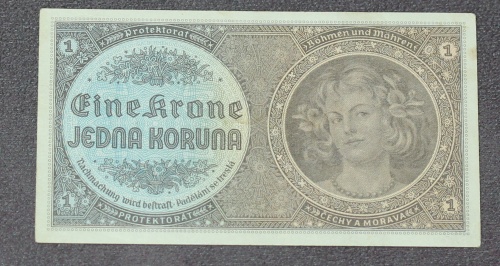 1 Protektorat Böhmen und Mähren 1
Eine Krone
JEDNA KORUNA
Nachmachung wird bestraft. Padělání se trestá
1 PROTEKTORÁT ČECHY A MORAVA 1